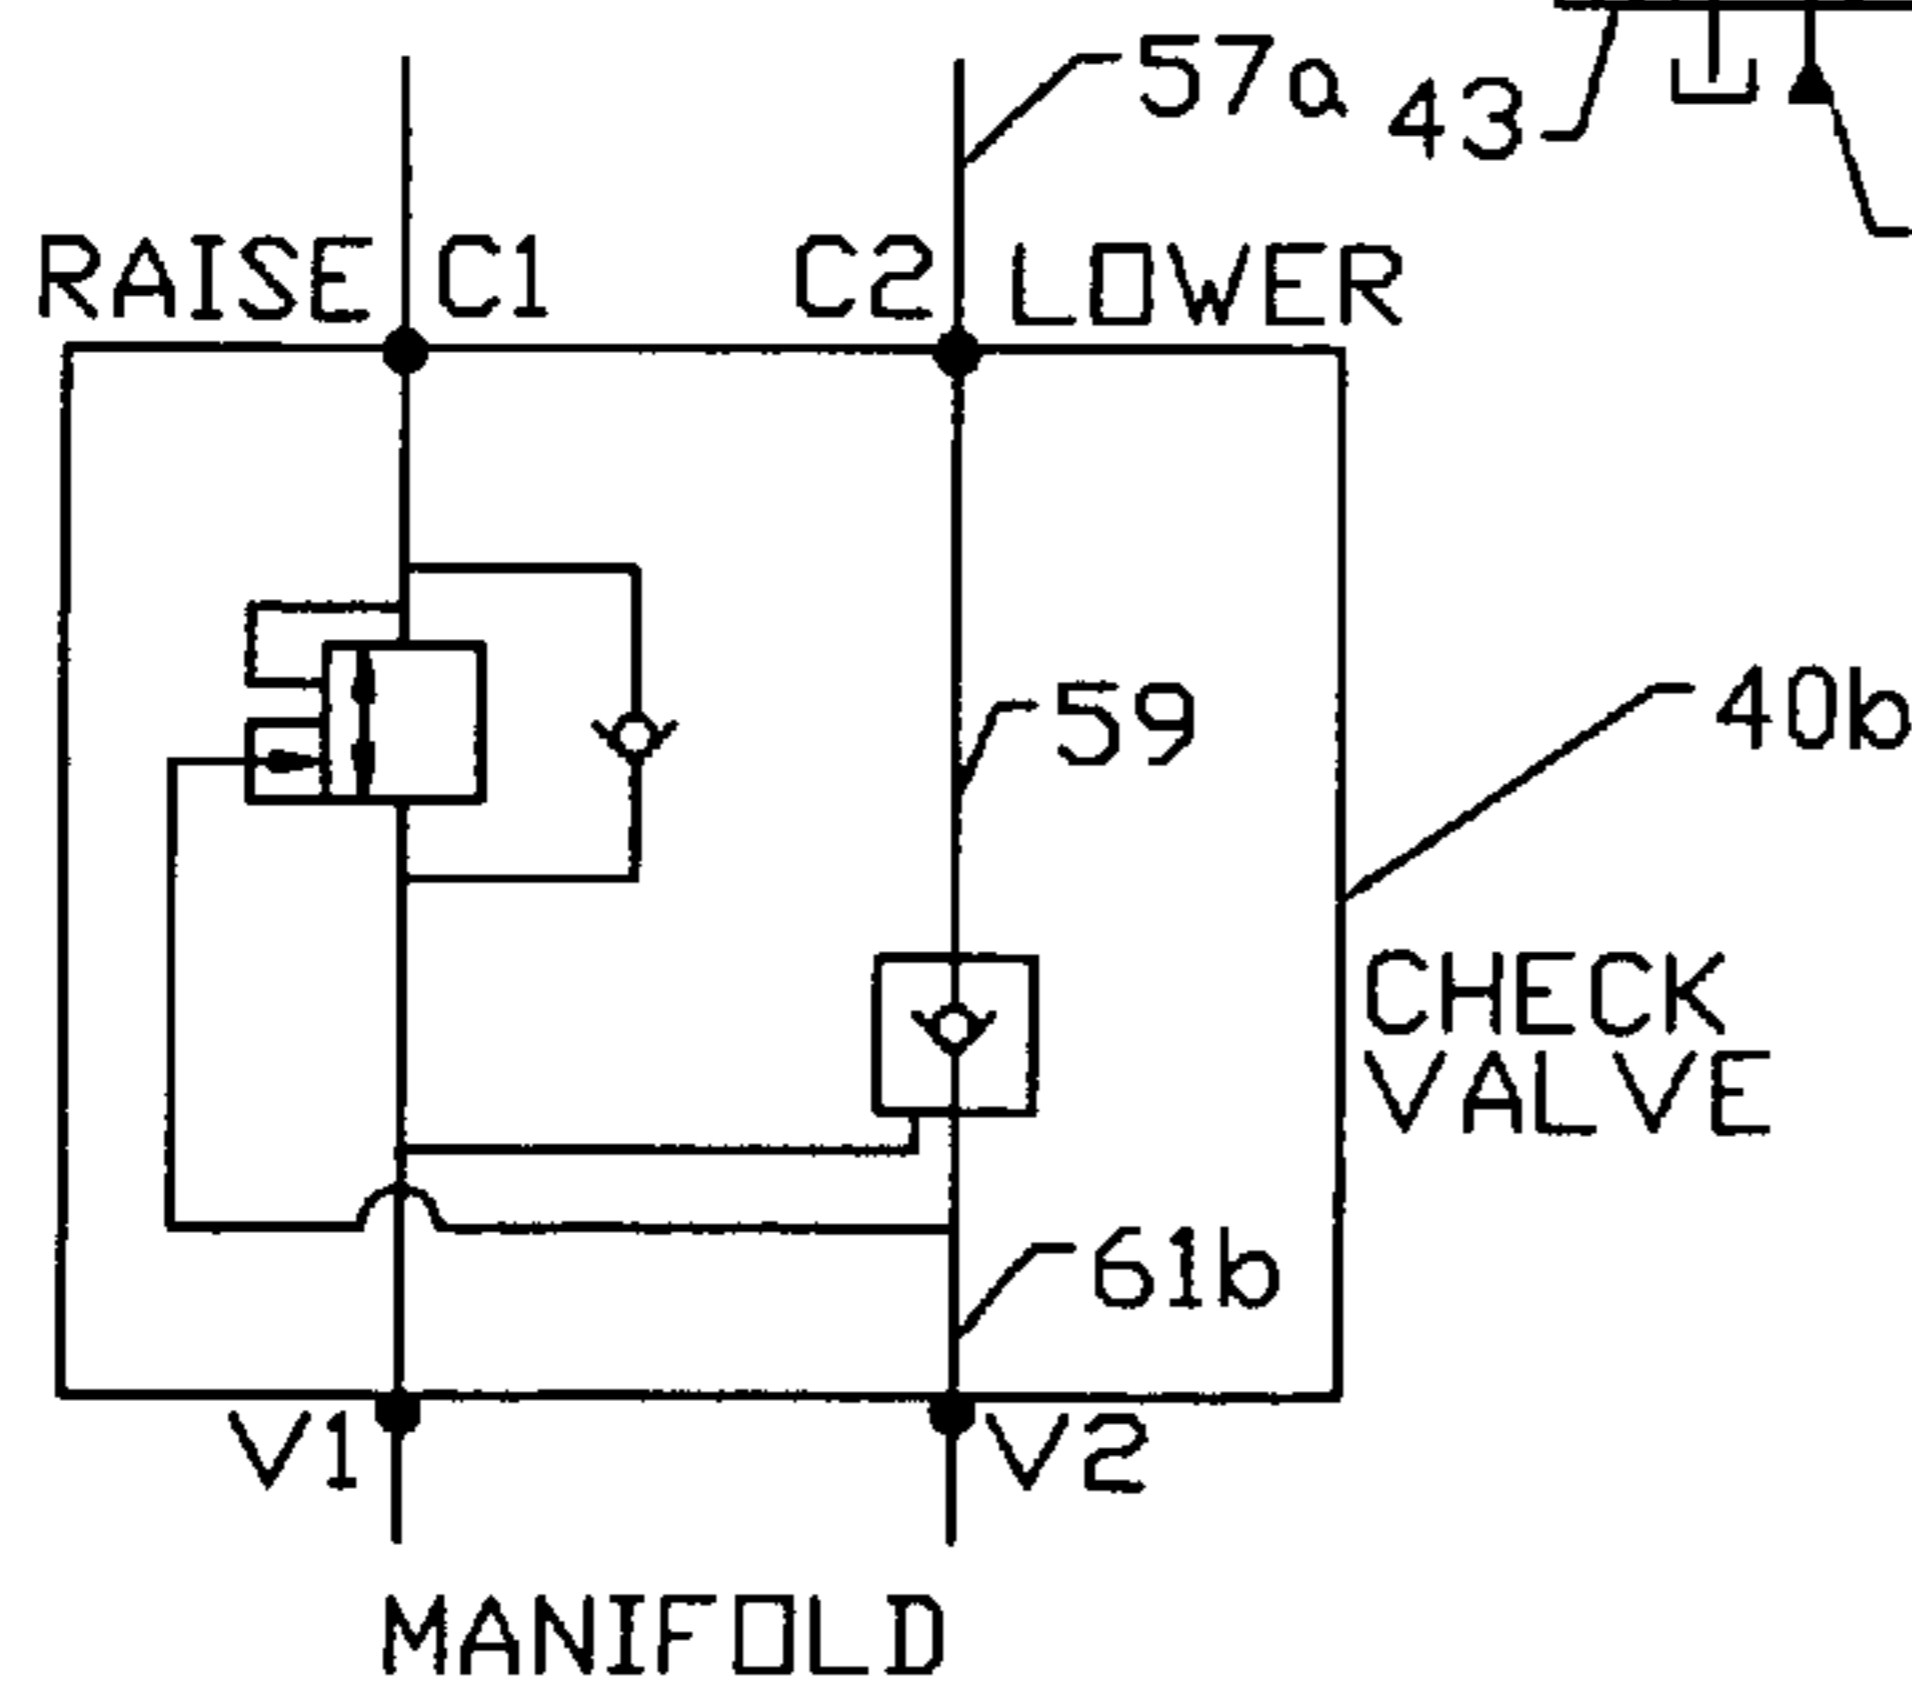 57a
43
RAISE C1
C2 LOWER
59
40b
CHECK
VALVE
61b
V1
V2
MANIFOLD